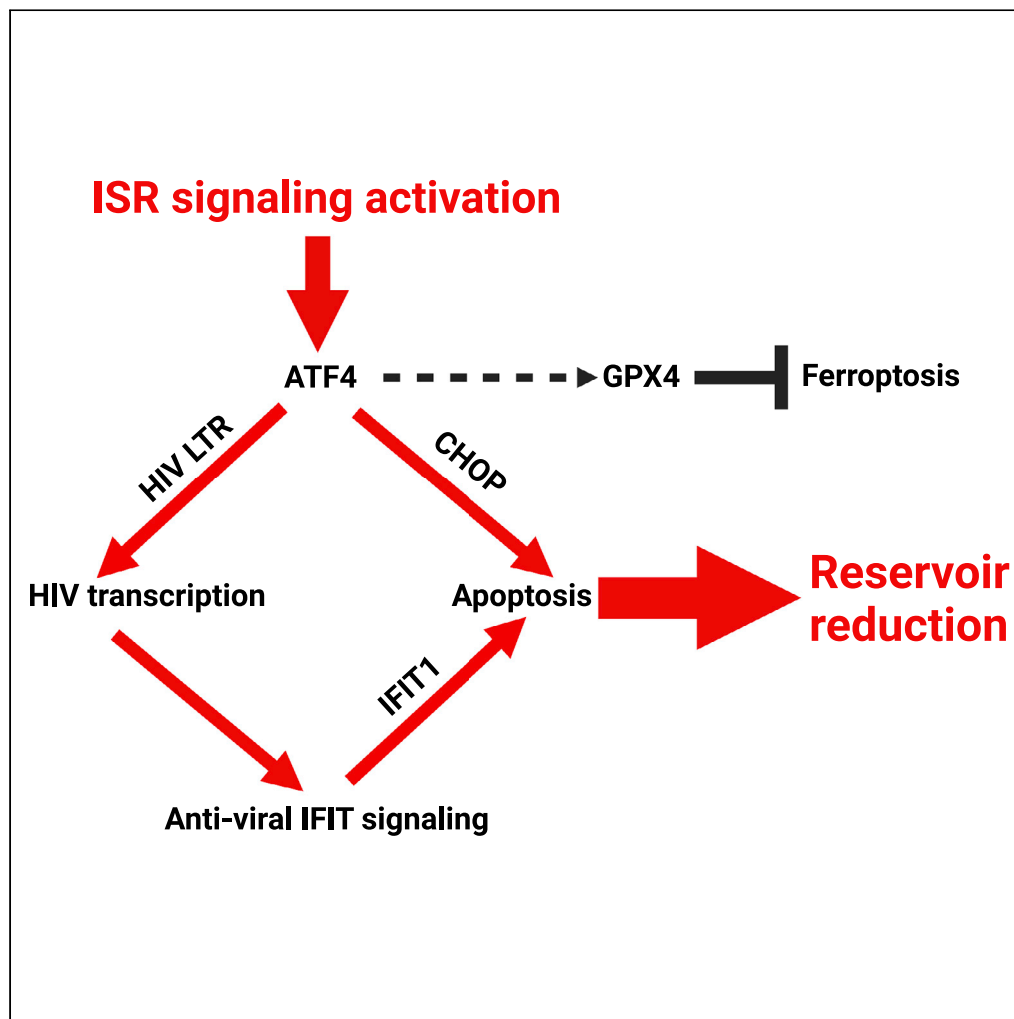 ISR signaling activation
ATF4
GPX4
Ferroptosis
HIV LTR
CHOP
HIV transcription
Apoptosis
Reservoir
reduction
IFIT1
Anti-viral IFIT signaling